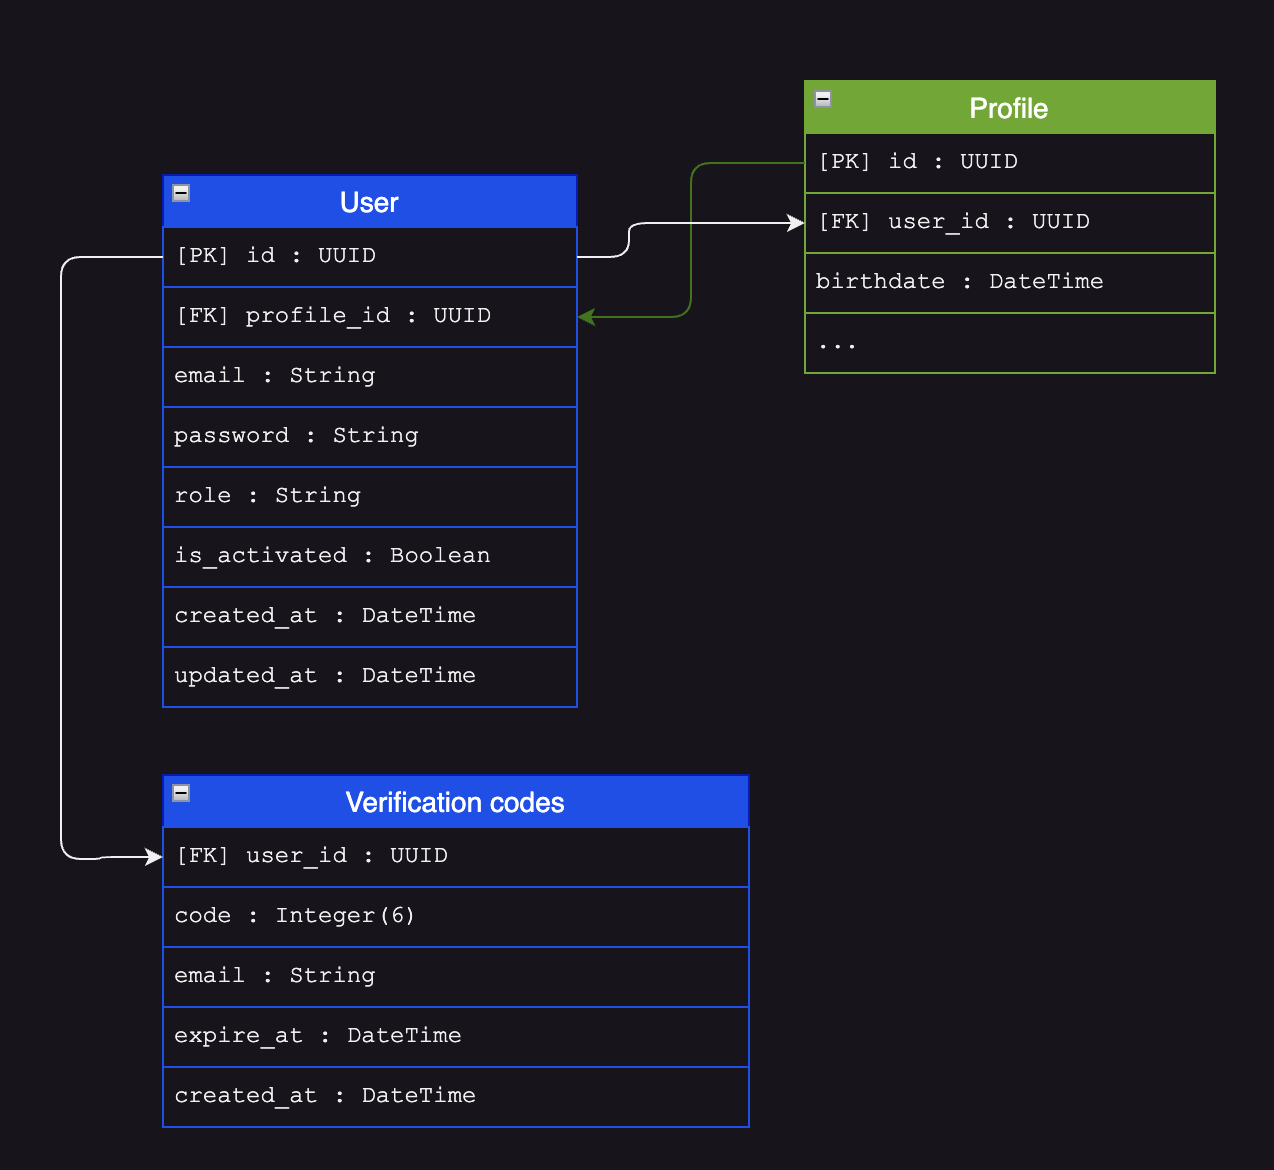 Profile
[PK] id : UUID
[FK] user_id : UUID
birthdate : DateTime
...
User
[PK] id : UUID
[FK] profile_id : UUID
email : String
password : String
role : String
is_activated : Boolean
created_at : DateTime
updated_at : DateTime
Verification codes
[FK] user_id : UUID
code : Integer(6)
email : String
expire_at : DateTime
created_at : DateTime